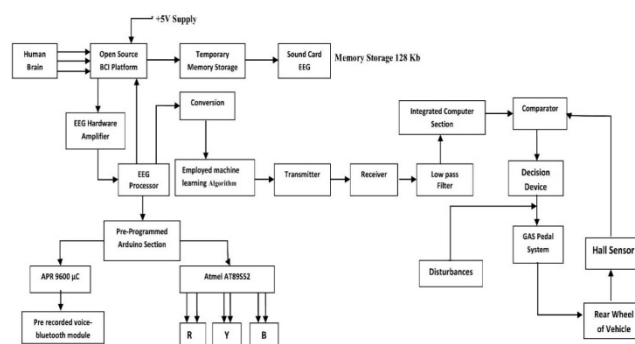 +5V Supply
Human
Brain
Open Source
BCI Platform
Temporary
Memory Storage
Sound Card
EEG
Memory Storage 128 Kb
EEG Hardware
Amplifier
Conversion
Integrated Computer
Section
Comparator
EEG
Processor
Employed machine
learning Algorithm
Transmitter
Receiver
Low pass
Filter
Decision
Device
Pre-Programmed
Arduino Section
GAS Pedal
System
Hall Sensor
APR 9600 µC
Atmel AT89S52
Disturbances
Pre recorded voice-
bluetooth module
R
Y
B
Rear Wheel
of Vehicle